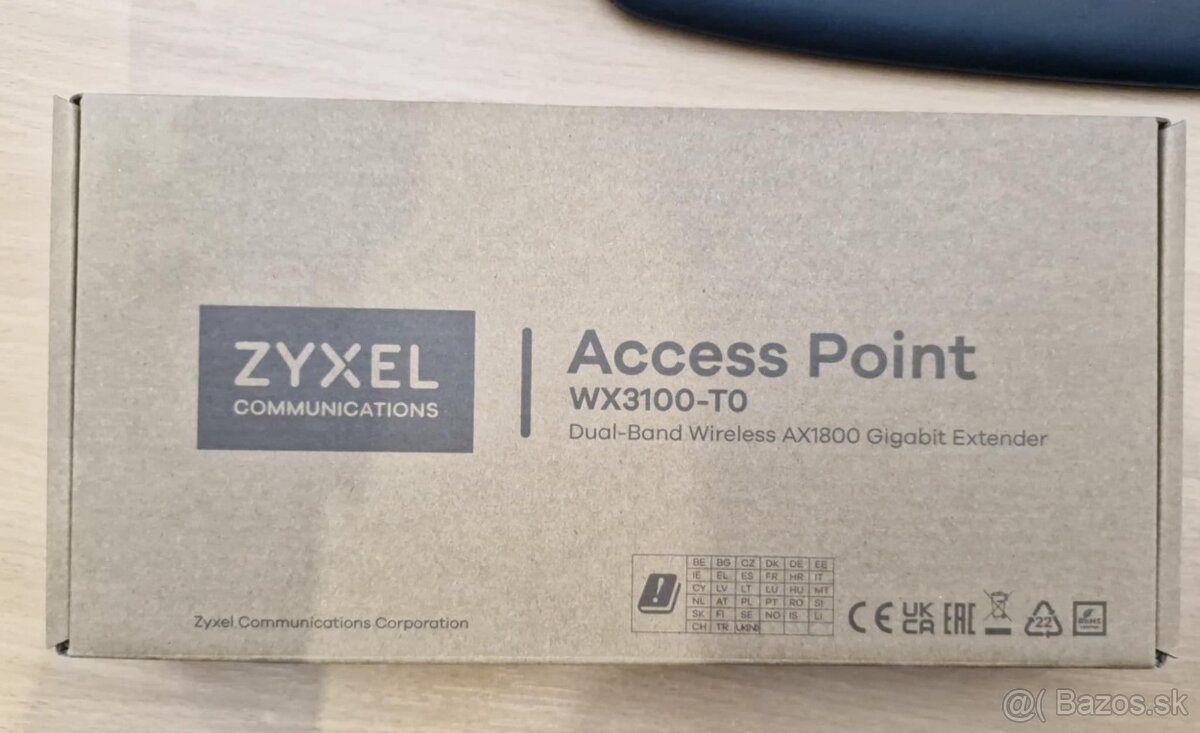 ZYXEL
COMMUNICATIONS
Access Point
WX3100-T0
Dual-Band Wireless AX1800 Gigabit Extender
BE BG CZ DK DE EE
IE EL ES FR HR IT
CY LV LT LU HU MT
NL AT PL PT RO SI
SK FI SE NO IS LI
CH TR UK(NI)
Zyxel Communications Corporation
CE UK CA EAC 22 RoHS
@( Bazos.sk